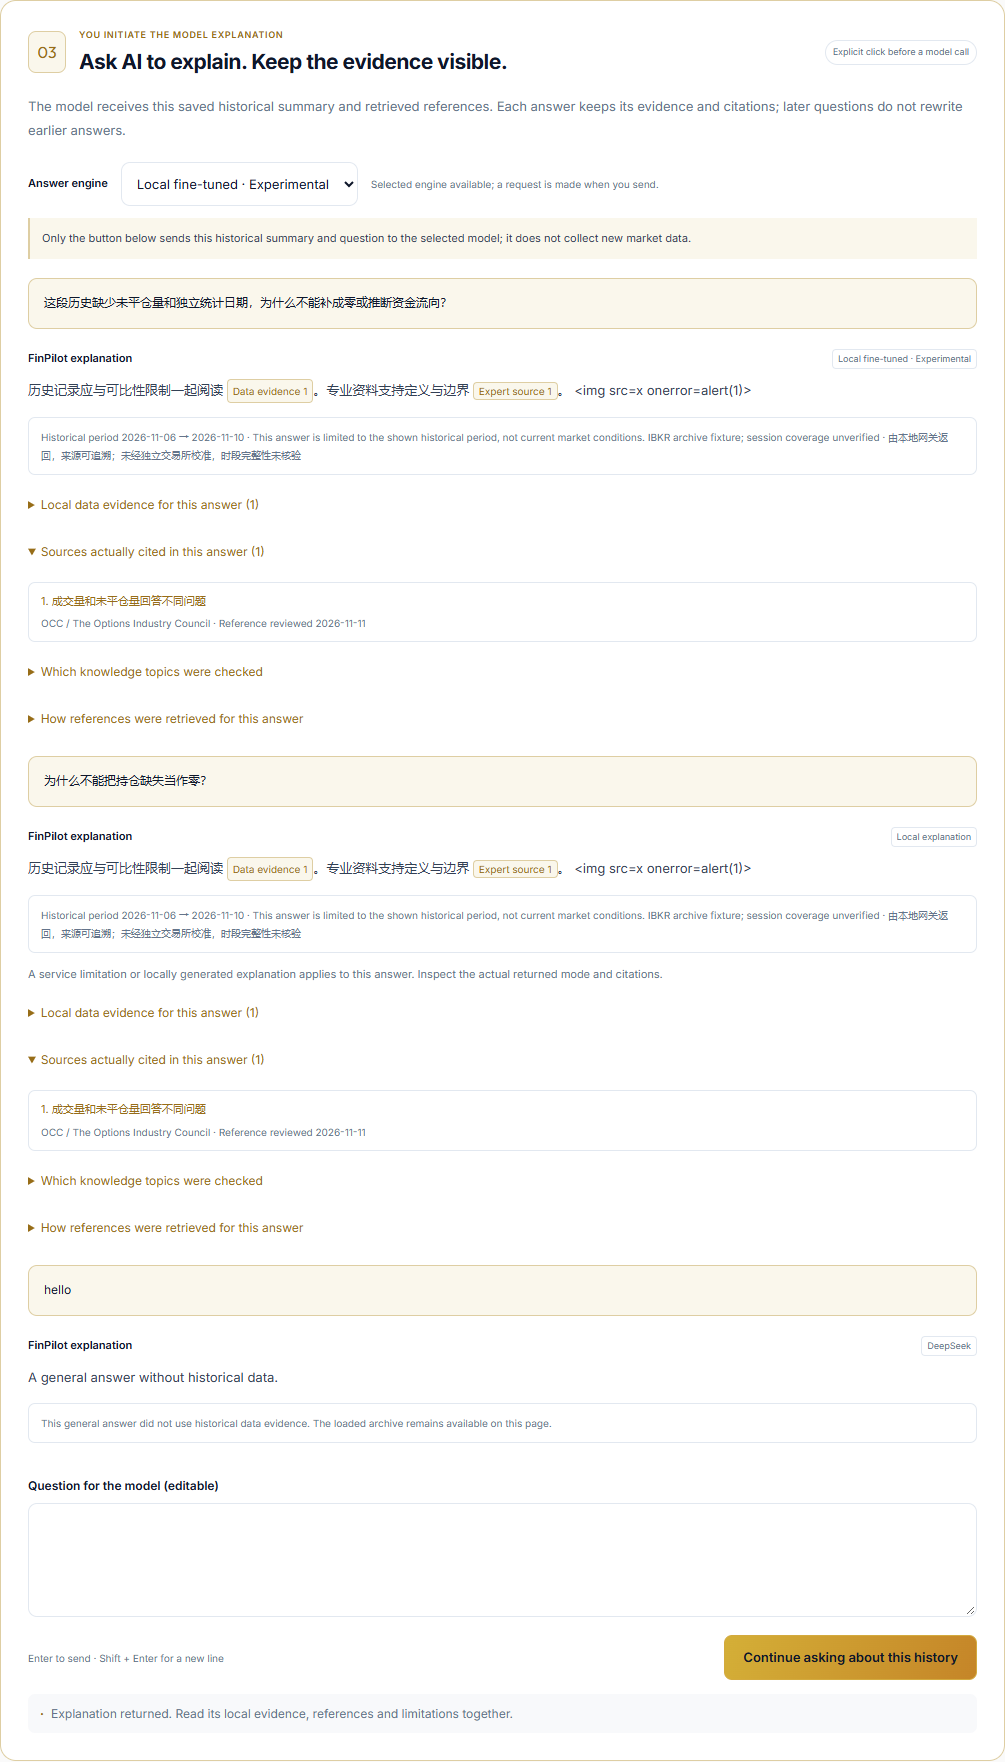 03
YOU INITIATE THE MODEL EXPLANATION
Ask AI to explain. Keep the evidence visible.
Explicit click before a model call
The model receives this saved historical summary and retrieved references. Each answer keeps its evidence and citations; later questions do not rewrite
earlier answers.
Answer engine
Local fine-tuned · Experimental
Selected engine available; a request is made when you send.
Only the button below sends this historical summary and question to the selected model; it does not collect new market data.
这段历史缺少未平仓量和独立统计日期，为什么不能补成零或推断资金流向？
FinPilot explanation
Local fine-tuned · Experimental
历史记录应与可比性限制一起阅读 Data evidence 1 。专业资料支持定义与边界 Expert source 1 。 <img src=x onerror=alert(1)>
Historical period 2026-11-06 → 2026-11-10 · This answer is limited to the shown historical period, not current market conditions. IBKR archive fixture; session coverage unverified · 由本地网关返
回，来源可追溯；未经独立交易所校准，时段完整性未核验
▶ Local data evidence for this answer (1)
▼ Sources actually cited in this answer (1)
1. 成交量和未平仓量回答不同问题
OCC / The Options Industry Council · Reference reviewed 2026-11-11
▶ Which knowledge topics were checked
▶ How references were retrieved for this answer
为什么不能把持仓缺失当作零？
FinPilot explanation
Local explanation
历史记录应与可比性限制一起阅读 Data evidence 1 。专业资料支持定义与边界 Expert source 1 。 <img src=x onerror=alert(1)>
Historical period 2026-11-06 → 2026-11-10 · This answer is limited to the shown historical period, not current market conditions. IBKR archive fixture; session coverage unverified · 由本地网关返
回，来源可追溯；未经独立交易所校准，时段完整性未核验
A service limitation or locally generated explanation applies to this answer. Inspect the actual returned mode and citations.
▶ Local data evidence for this answer (1)
▼ Sources actually cited in this answer (1)
1. 成交量和未平仓量回答不同问题
OCC / The Options Industry Council · Reference reviewed 2026-11-11
▶ Which knowledge topics were checked
▶ How references were retrieved for this answer
hello
FinPilot explanation
DeepSeek
A general answer without historical data.
This general answer did not use historical data evidence. The loaded archive remains available on this page.
Question for the model (editable)
Enter to send · Shift + Enter for a new line
Continue asking about this history
· Explanation returned. Read its local evidence, references and limitations together.